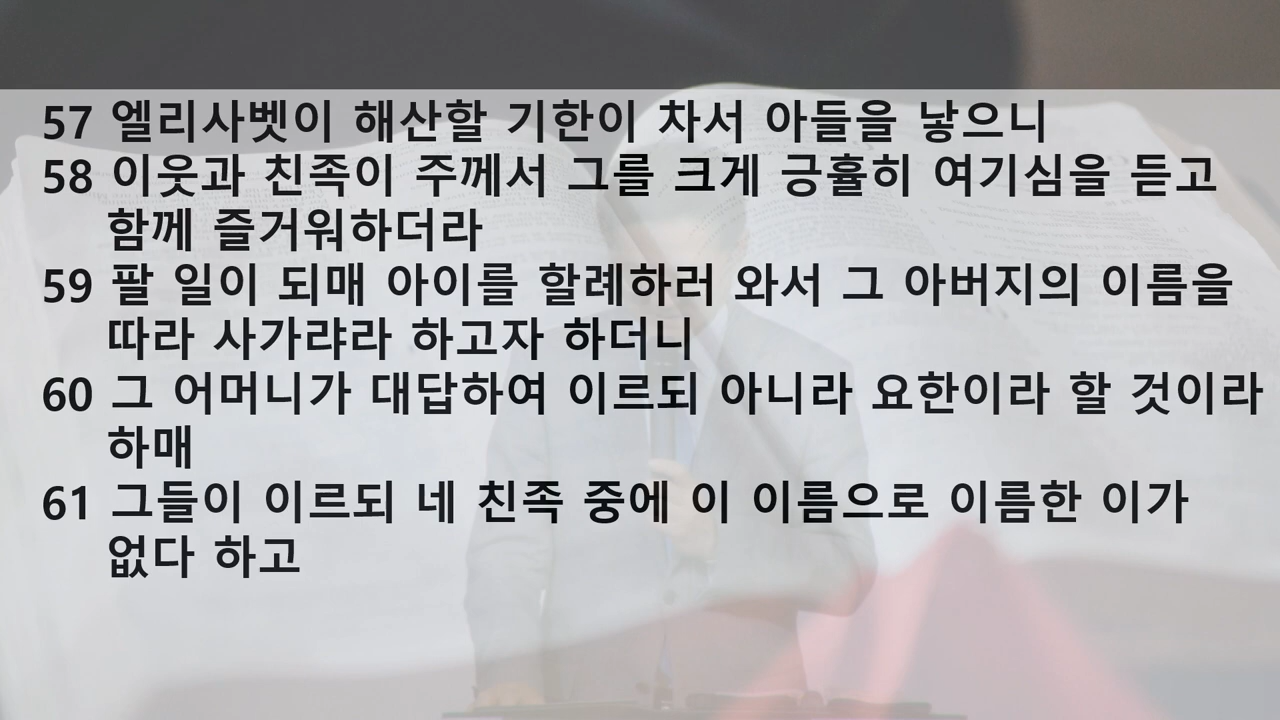 57 엘리사벳이 해산할 기한이 차서 아들을 낳으니
58 이웃과 친족이 주께서 그를 크게 긍휼히 여기심을 듣고
함께 즐거워하더라
59 팔 일이 되매 아이를 할례하러 와서 그 아버지의 이름을
따라 사가랴라 하고자 하더니
60 그 어머니가 대답하여 이르되 아니라 요한이라 할 것이라
하매
61 그들이 이르되 네 친족 중에 이 이름으로 이름한 이가
없다 하고